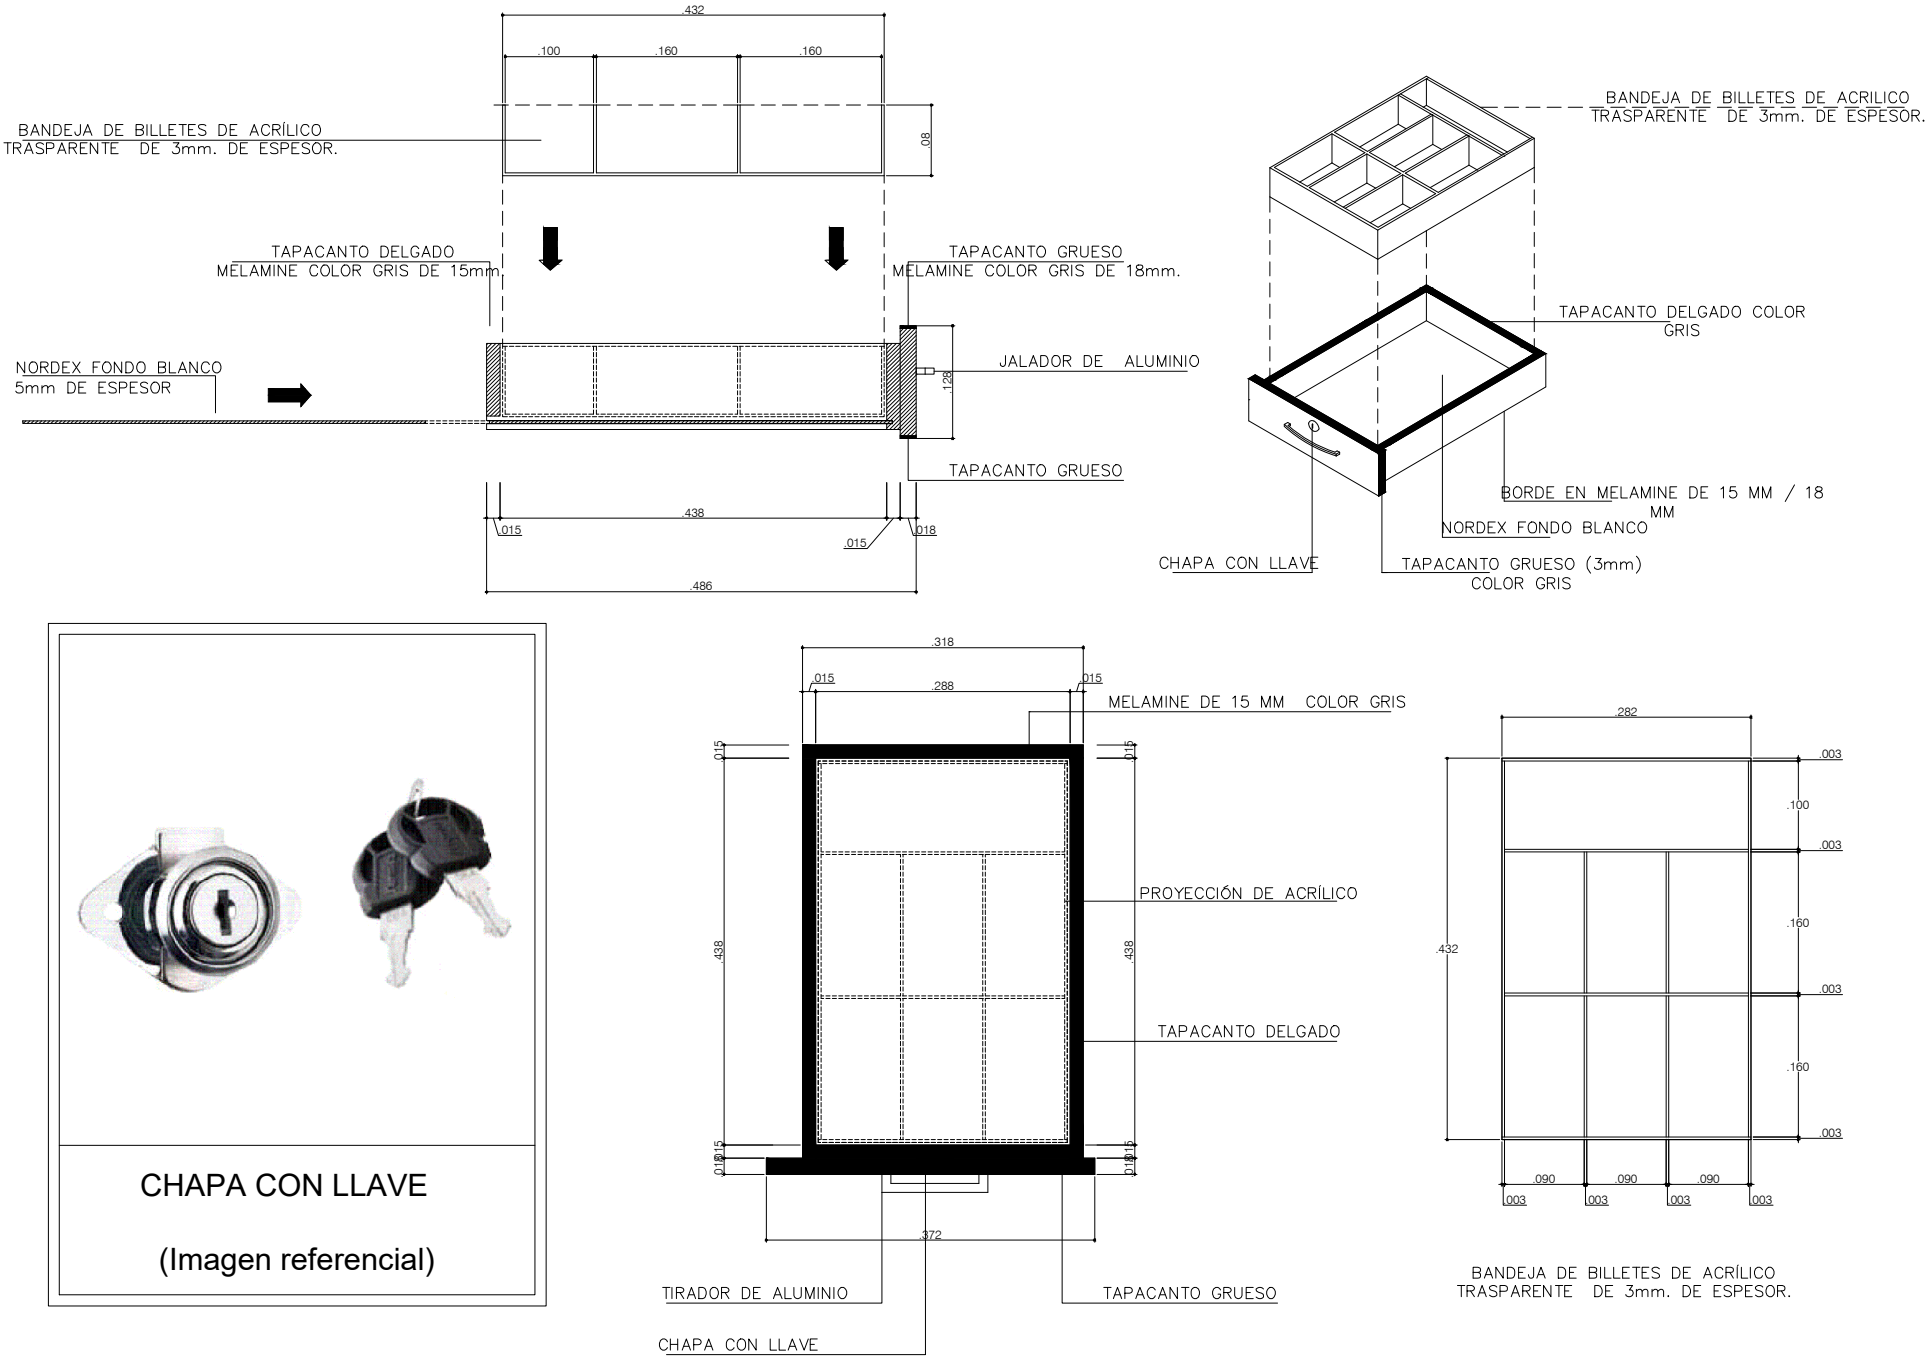 .432
.100
.160
.160
BANDEJA DE BILLETES DE ACRÍLICO
TRASPARENTE DE 3mm. DE ESPESOR.
.08
TAPACANTO DELGADO
MELAMINE COLOR GRIS DE 15mm.
TAPACANTO GRUESO
MELAMINE COLOR GRIS DE 18mm.
NORDEX FONDO BLANCO
5mm DE ESPESOR
JALADOR DE ALUMINIO
.128
TAPACANTO GRUESO
.438
.015
.015
.018
.486
BANDEJA DE BILLETES DE ACRILICO
TRASPARENTE DE 3mm. DE ESPESOR.
TAPACANTO DELGADO COLOR
GRIS
BORDE EN MELAMINE DE 15 MM / 18
MM
NORDEX FONDO BLANCO
CHAPA CON LLAVE
TAPACANTO GRUESO (3mm)
COLOR GRIS
CHAPA CON LLAVE
(Imagen referencial)
.318
.015
.288
.015
MELAMINE DE 15 MM COLOR GRIS
.015
.015
PROYECCIÓN DE ACRÍLICO
.438
.438
TAPACANTO DELGADO
.015
.018
.015
.018
.372
TIRADOR DE ALUMINIO
TAPACANTO GRUESO
CHAPA CON LLAVE
.282
.003
.100
.003
.160
.432
.003
.160
.003
.090
.090
.090
.003
.003
.003
.003
BANDEJA DE BILLETES DE ACRÍLICO
TRASPARENTE DE 3mm. DE ESPESOR.